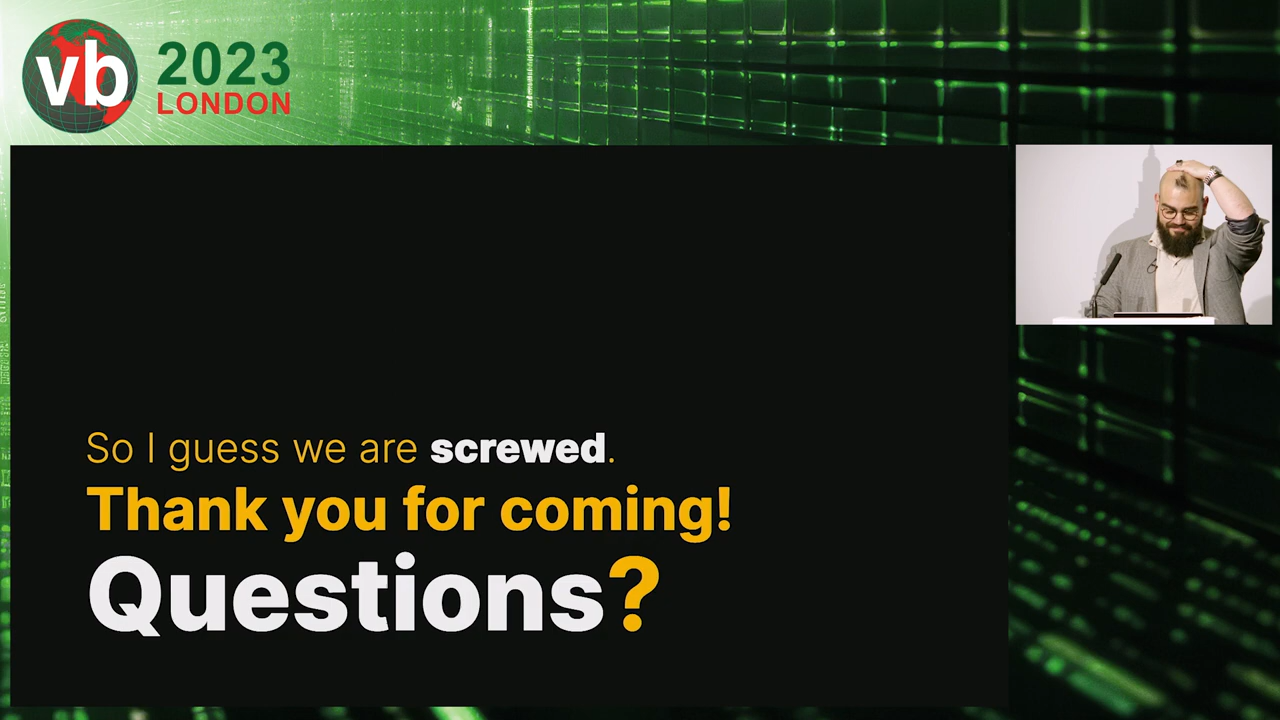 vb
2023
LONDON
So I guess we are screwed.
Thank you for coming!
Questions?